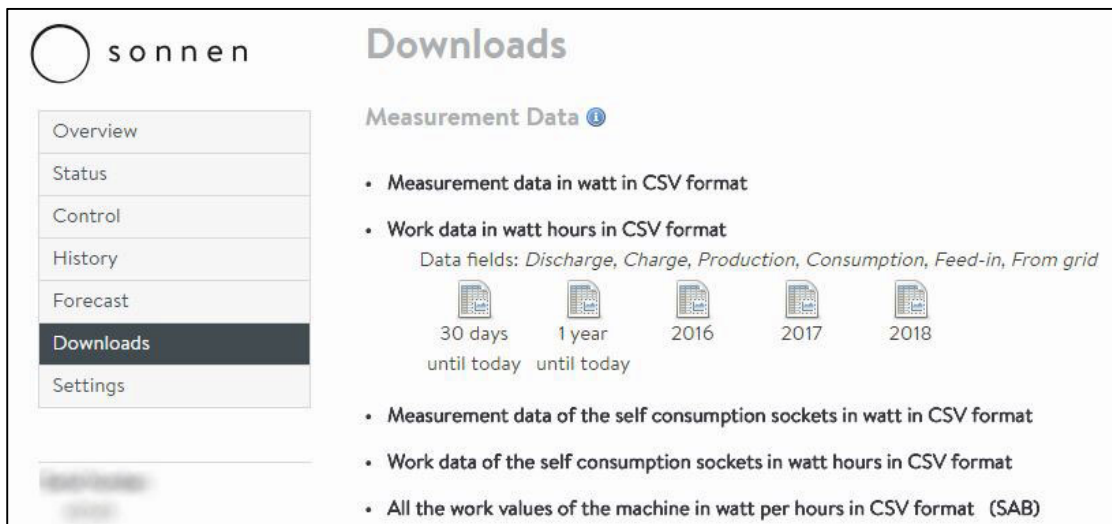 sonnen
Overview
Status
Control
History
Forecast
Downloads
Settings
Downloads
Measurement Data
• Measurement data in watt in CSV format
• Work data in watt hours in CSV format
Data fields: Discharge, Charge, Production, Consumption, Feed-in, From grid
30 days until today
1 year until today
2016
2017
2018
• Measurement data of the self consumption sockets in watt in CSV format
• Work data of the self consumption sockets in watt hours in CSV format
• All the work values of the machine in watt per hours in CSV format (SAB)